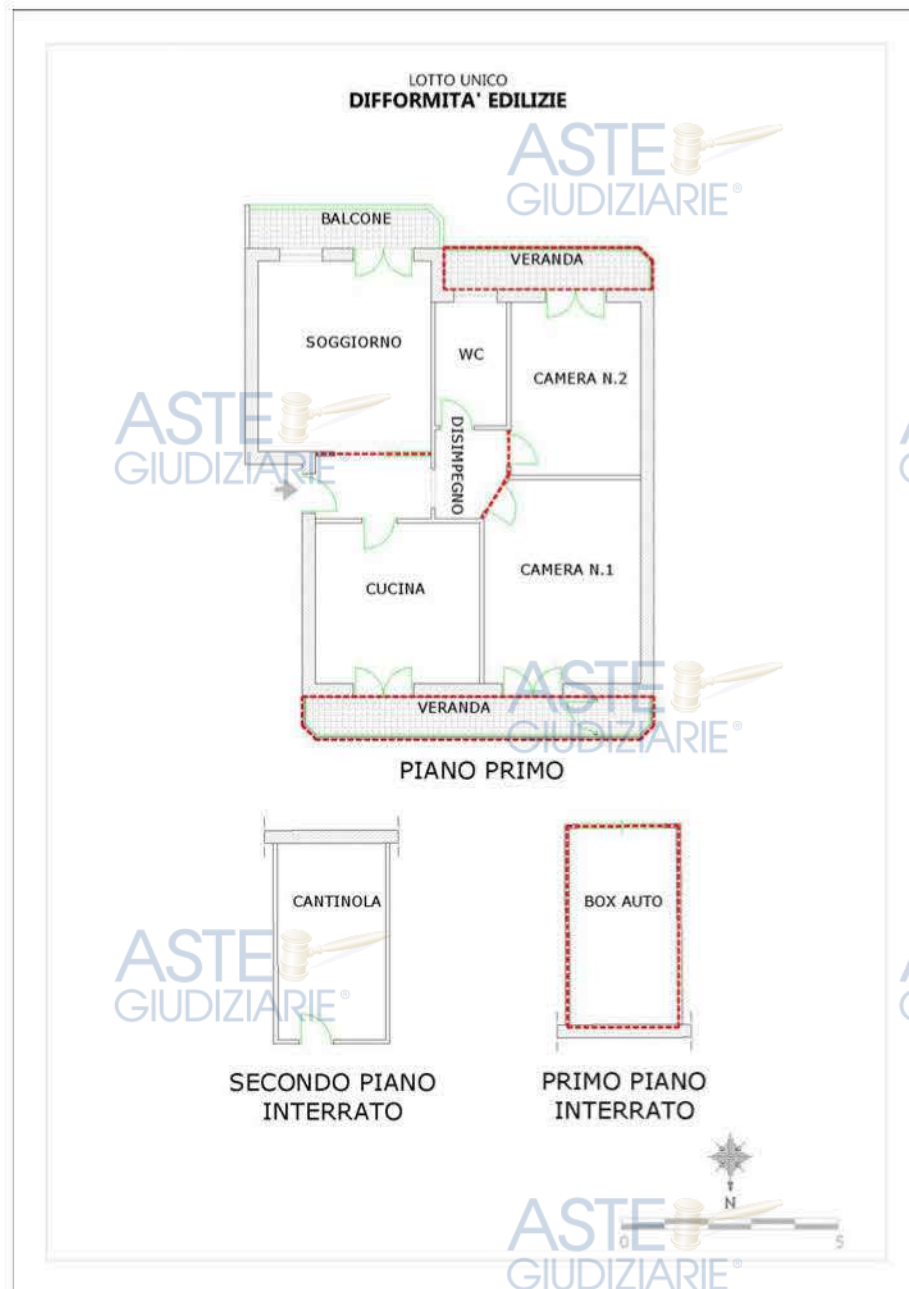 LOTTO UNICO
DIFFORMITA' EDILIZIE
ASTE
GIUDIZIARIE®
BALCONE
VERANDA
SOGGIORNO
WC
CAMERA N.2
ASTE
GIUDIZIARIE®
DISIMPEGNO
CAMERA N.1
CUCINA
ASTE
GIUDIZIARIE®
VERANDA
PIANO PRIMO
CANTINOLA
BOX AUTO
ASTE
GIUDIZIARIE®
SECONDO PIANO
INTERRATO
PRIMO PIANO
INTERRATO
N
ASTE
GIUDIZIARIE®
0
5